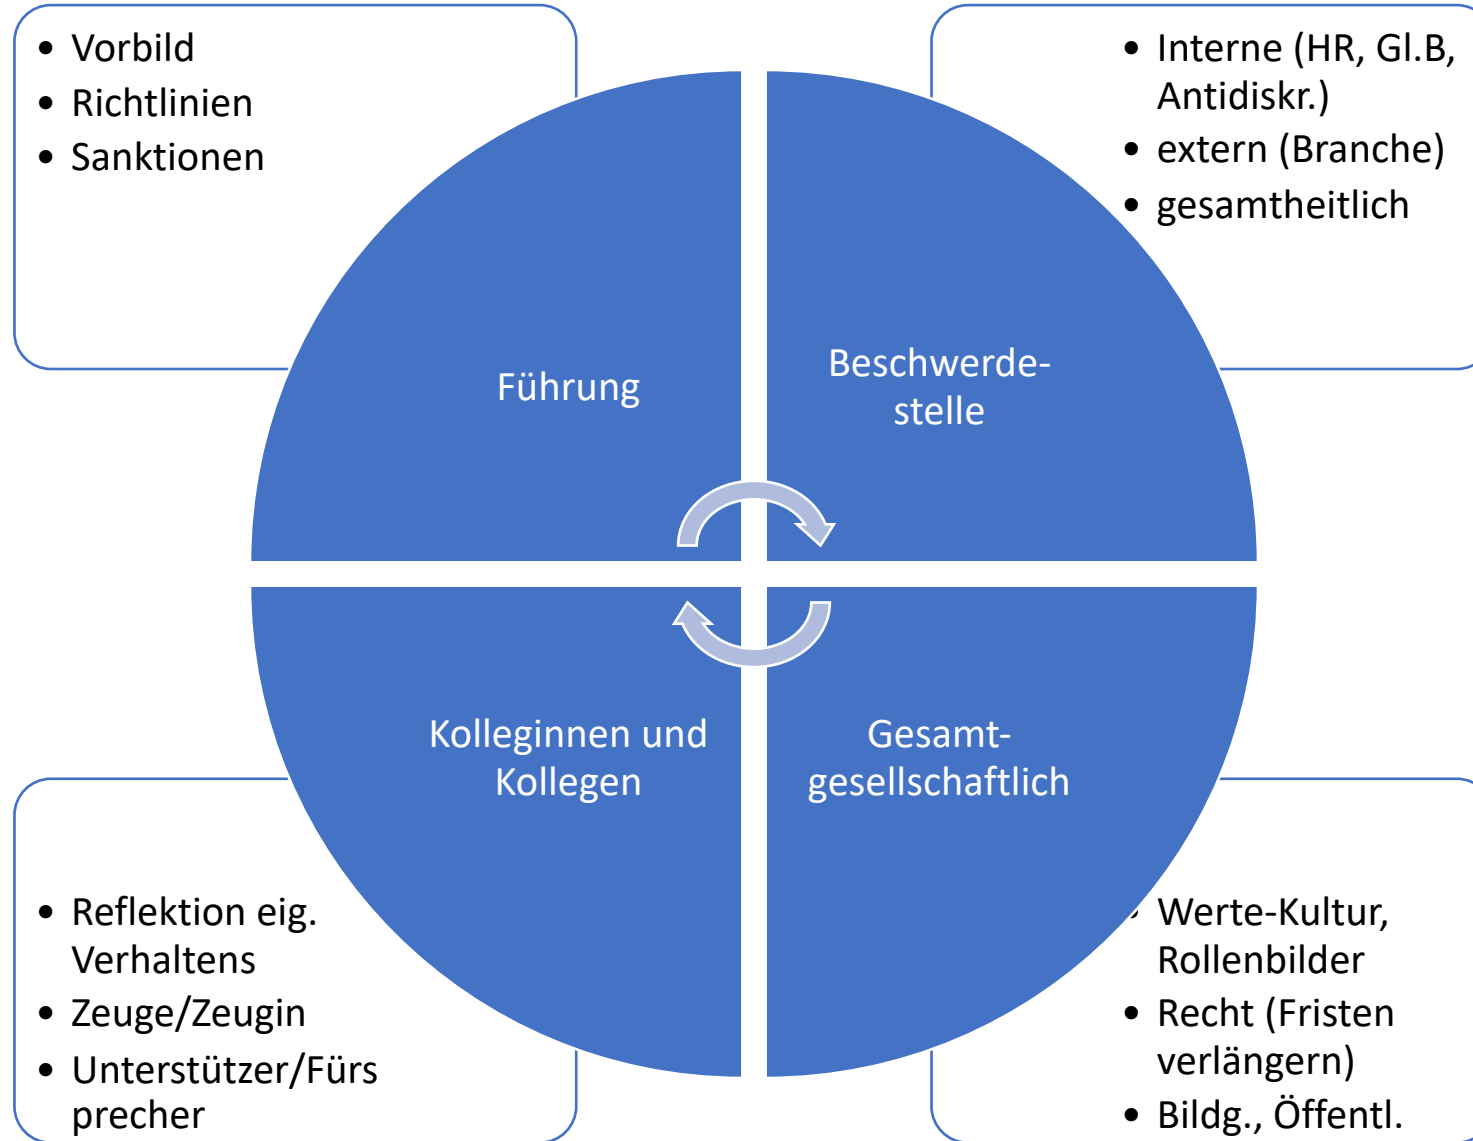 • Vorbild
• Richtlinien
• Sanktionen
• Interne (HR, Gl.B,
Antidiskr.)
• extern (Branche)
• gesamtheitlich
Führung
Beschwerde-
stelle
Kolleginnen und
Kollegen
Gesamt-
gesellschaftlich
• Reflektion eig.
Verhaltens
• Zeuge/Zeugin
• Unterstützer/Fürs
precher
• Werte-Kultur,
Rollenbilder
• Recht (Fristen
verlängern)
• Bildg., Öffentl.